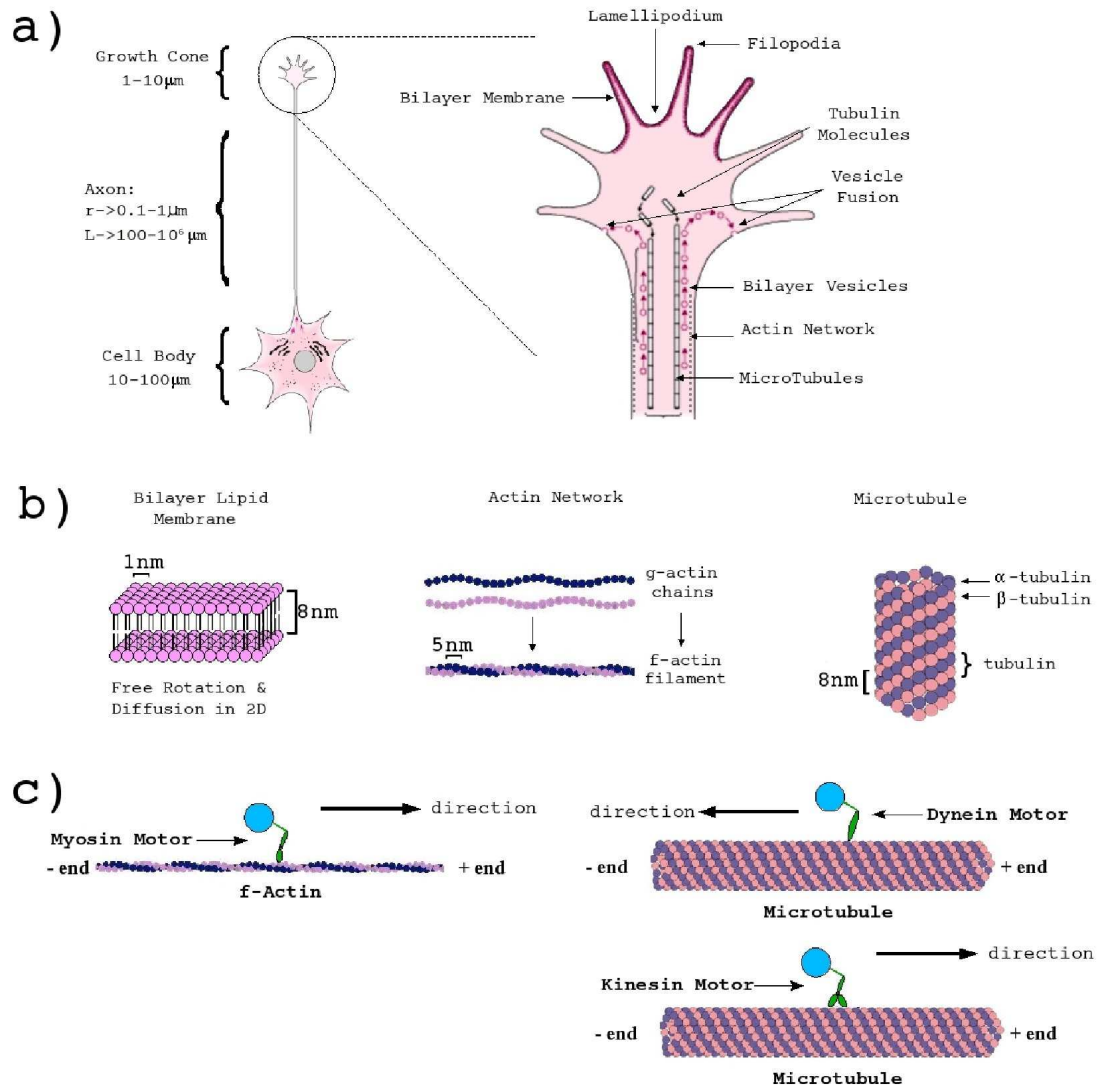 a)
Growth Cone
1-10μm
Axon:
r->0.1-1μm
L->100-10⁶μm
Cell Body
10-100μm
Lamellipodium
Filopodia
Bilayer Membrane
Tubulin
Molecules
Vesicle
Fusion
Bilayer Vesicles
Actin Network
MicroTubules
b)
Bilayer Lipid
Membrane
1nm
8nm
Free Rotation &
Diffusion in 2D
Actin Network
g-actin
chains
5nm
f-actin
filament
Microtubule
α-tubulin
β-tubulin
tubulin
8nm
c)
direction
Myosin Motor
- end
+ end
f-Actin
direction
Dynein Motor
- end
+ end
Microtubule
direction
Kinesin Motor
- end
+ end
Microtubule